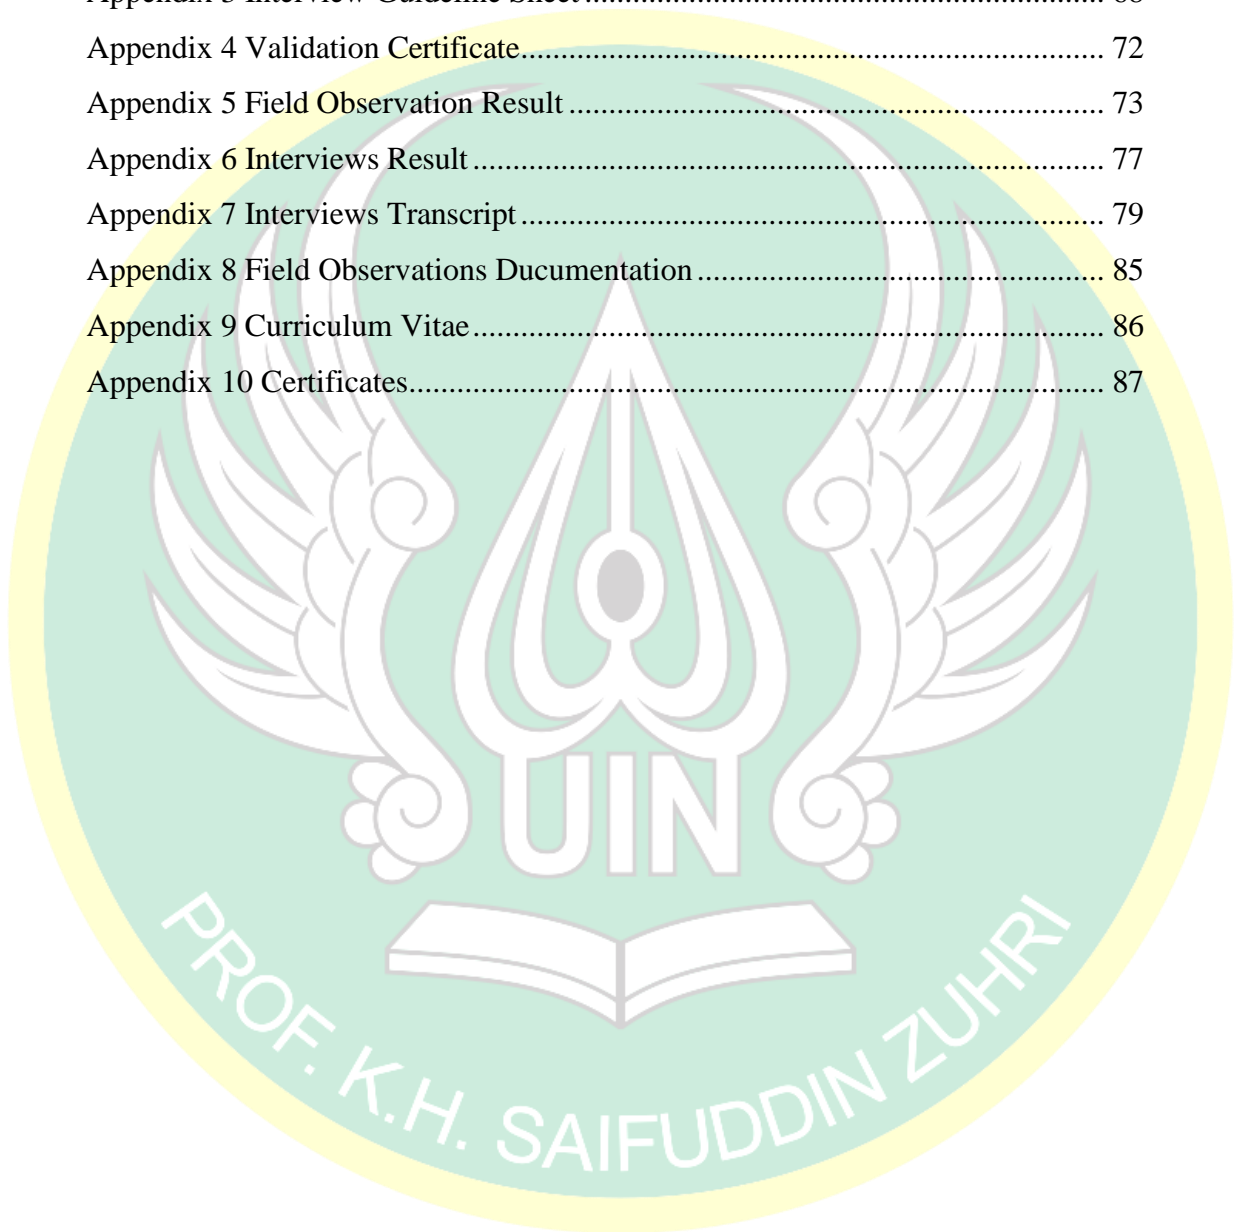 Appendix 4 Validation Certificate.......................................................................... 72
Appendix 5 Field Observation Result .................................................................... 73
Appendix 6 Interviews Result ................................................................................ 77
Appendix 7 Interviews Transcript .......................................................................... 79
Appendix 8 Field Observations Ducumentation ..................................................... 85
Appendix 9 Curriculum Vitae................................................................................ 86
Appendix 10 Certificates........................................................................................ 87
UIN
PROF. K.H. SAIFUDDIN ZUHRI